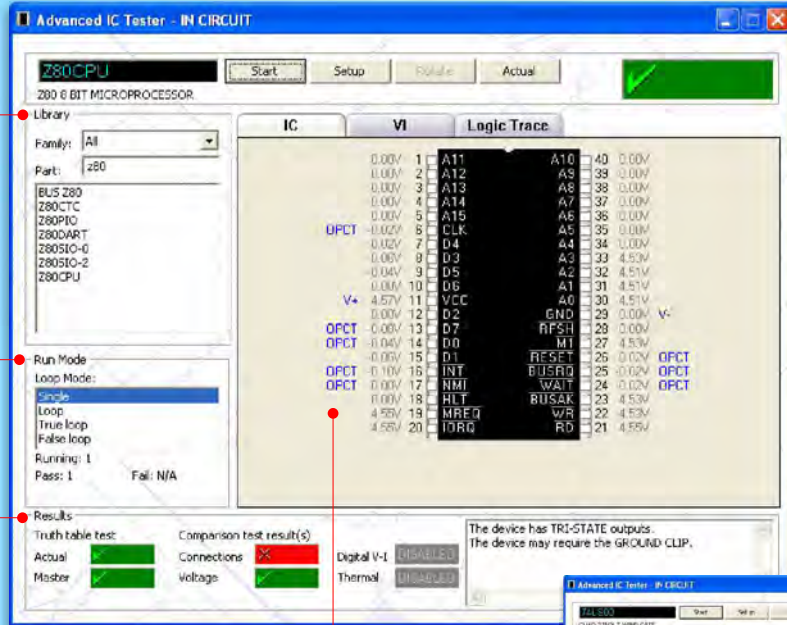 Advanced IC Tester - IN CIRCUIT
Z80CPU
Start Setup Rotate Actual
Z80 8 BIT MICROPROCESSOR
Library
Family: All
Part: z80
BUS Z80
Z80CTC
Z80PIO
Z80DART
Z80SIO-0
Z80SIO-2
Z80CPU
Run Mode
Loop Mode:
Single
Loop
True loop
False loop
Running: 1
Pass: 1 Fail: N/A
IC VI Logic Trace
0.00V 1 A11 A10 40 0.00V
0.00V 2 A12 A9 39 0.00V
0.00V 3 A13 A8 38 0.00V
0.00V 4 A14 A7 37 0.00V
0.00V 5 A15 A6 36 0.00V
OPCT -0.02V 6 CLK A5 35 0.00V
0.02V 7 D4 A4 34 0.00V
0.06V 8 D3 A3 33 4.53V
-0.04V 9 D5 A2 32 4.51V
0.00V 10 D6 A1 31 4.51V
V+ 4.57V 11 VCC A0 30 4.51V
0.00V 12 D2 GND 29 0.00V V-
OPCT -0.00V 13 D7 RFSH 28 0.00V
OPCT -0.04V 14 D0 M1 27 4.53V
-0.06V 15 D1 RESET 26 0.02V OPCT
OPCT -0.10V 16 INT BUSRQ 25 -0.02V OPCT
OPCT 0.00V 17 NMI WAIT 24 -0.02V OPCT
0.00V 18 HLT BUSAK 23 4.53V
4.55V 19 MREQ WR 22 4.53V
4.55V 20 IORQ RD 21 4.55V
Results
Truth table test Comparison test result(s)
Actual Connections Digital V-I DISABLED
Master Voltage Thermal DISABLED
The device has TRI-STATE outputs.
The device may require the GROUND CLIP.
Advanced IC Tester - IN CIRCUIT
Start